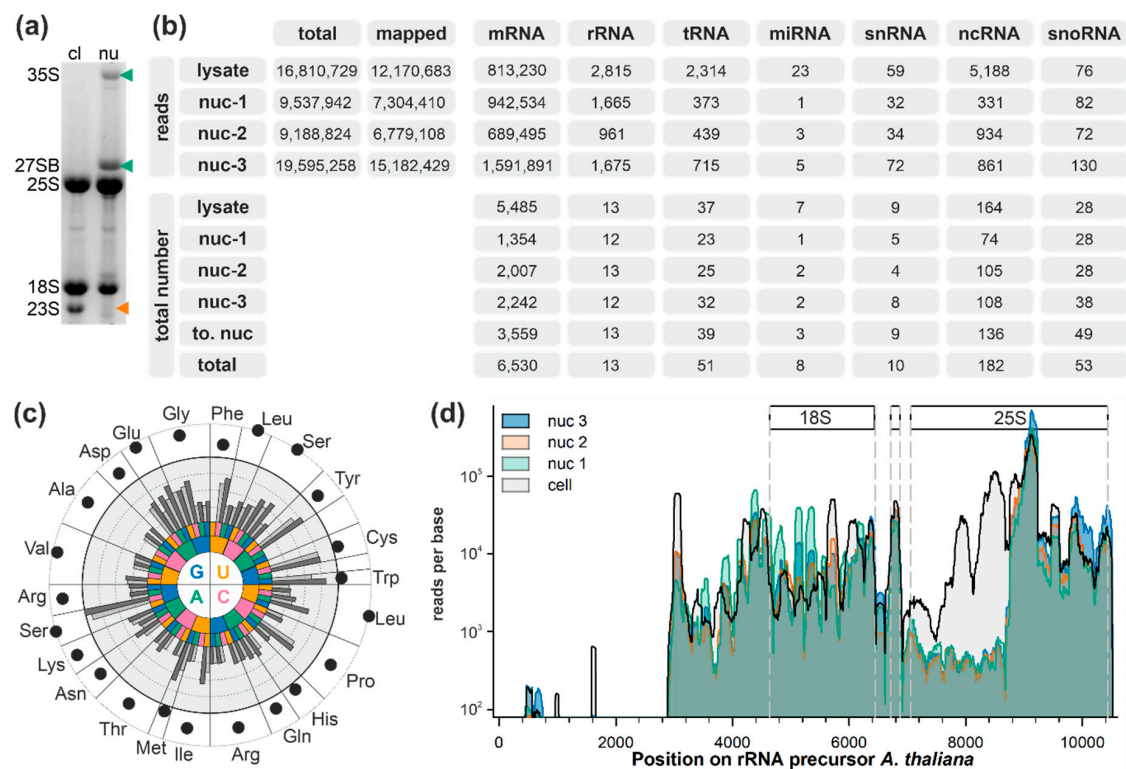 (a)
cl nu
35S
27SB
25S
18S
23S
(b)
total mapped mRNA rRNA tRNA miRNA snRNA ncRNA snoRNA
reads
lysate 16,810,729 12,170,683 813,230 2,815 2,314 23 59 5,188 76
nuc-1 9,537,942 7,304,410 942,534 1,665 373 1 32 331 82
nuc-2 9,188,824 6,779,108 689,495 961 439 3 34 934 72
nuc-3 19,595,258 15,182,429 1,591,891 1,675 715 5 72 861 130
total number
lysate 5,485 13 37 7 9 164 28
nuc-1 1,354 12 23 1 5 74 28
nuc-2 2,007 13 25 2 4 105 28
nuc-3 2,242 12 32 2 8 108 38
to. nuc 3,559 13 39 3 9 136 49
total 6,530 13 51 8 10 182 53
(c)
Phe
Leu
Ser
Tyr
Cys
Trp
Leu
Pro
His
Gln
Arg
Ile
Met
Thr
Asn
Lys
Ser
Arg
Val
Ala
Asp
Glu
Gly
G U
A C
(d)
nuc 3
nuc 2
nuc 1
cell
18S 25S
reads per base
10⁵
10⁴
10³
10²
0 2000 4000 6000 8000 10000
Position on rRNA precursor A. thaliana